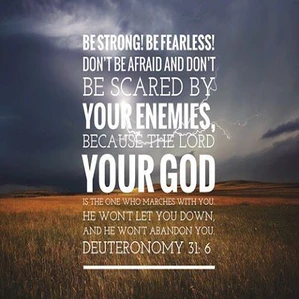 BE STRONG! BE FEARLESS!
DON'T BE AFRAID AND DON'T
BE SCARED BY
YOUR ENEMIES,
BECAUSE THE LORD
YOUR GOD
IS THE ONE WHO MARCHES WITH YOU.
HE WON'T LET YOU DOWN,
AND HE WON'T ABANDON YOU.
DEUTERONOMY 31: 6